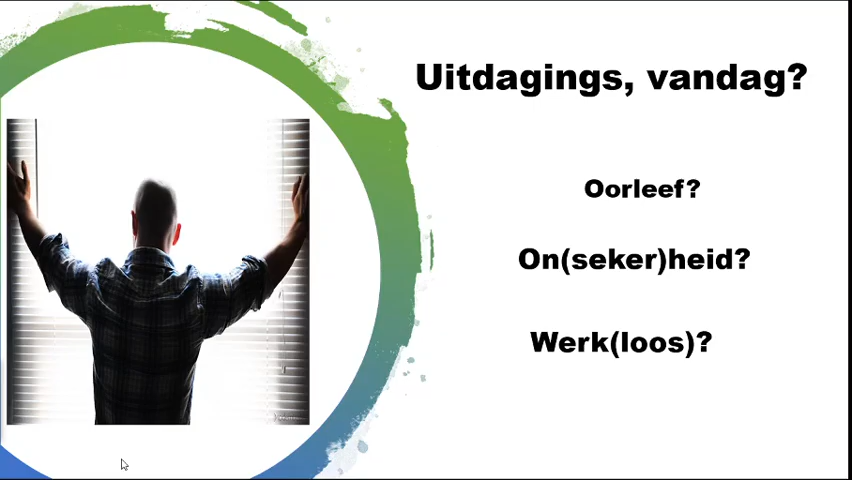 Uitdagings, vandag?
Oorleef?
On(seker)heid?
Werk(loos)?